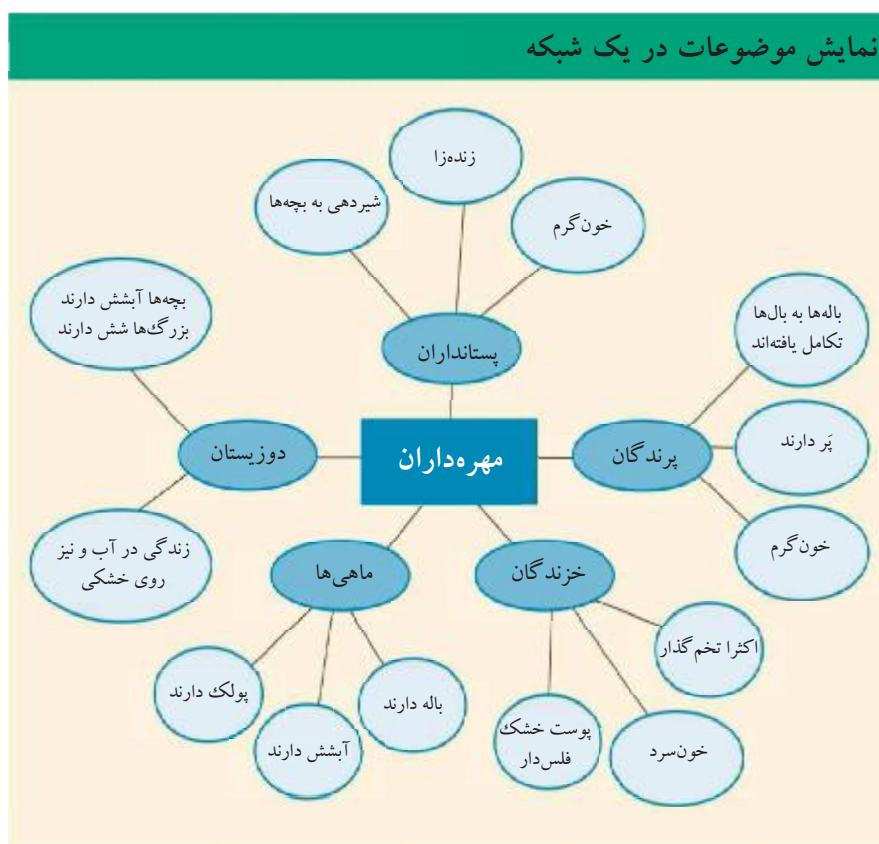 نمایش موضوعات در یک شبکه
زنده‌زا
شیردهی به بچه‌ها
خون‌گرم
پستانداران
بچه‌ها آبشش دارند
بزرگ‌ها شش دارند
باله‌ها به بال‌ها
تکامل یافته‌اند
پَر دارند
خون‌گرم
پرندگان
مهره‌داران
دوزیستان
زندگی در آب و نیز
روی خشکی
ماهی‌ها
خزندگان
اکثرا تخم‌گذار
خون‌سرد
پوست خشک
فلس‌دار
باله دارند
آبشش دارند
پولک دارند